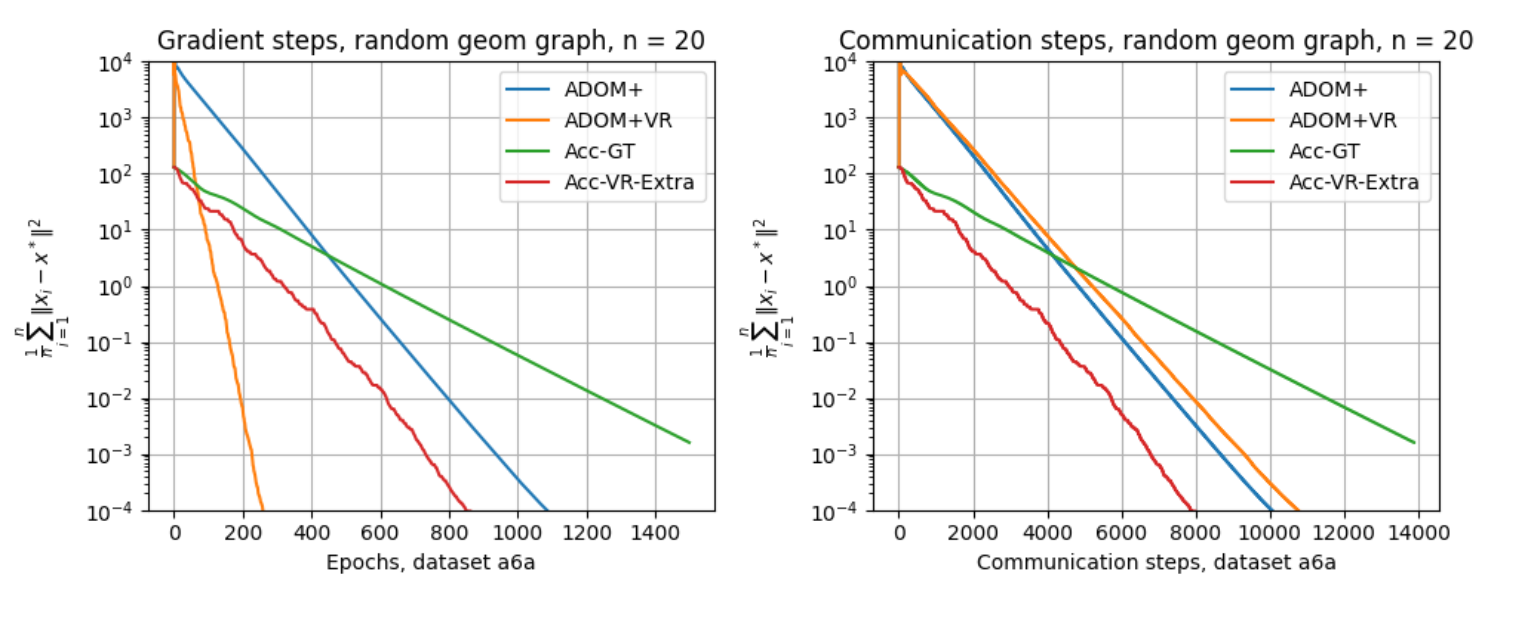 Gradient steps, random geom graph, n = 20
10^4
10^3
10^2
10^1
10^0
10^−1
10^−2
10^−3
10^−4
1/n ∑_{i=1}^{n} ‖x_i − x^*‖^2
ADOM+
ADOM+VR
Acc-GT
Acc-VR-Extra
0 200 400 600 800 1000 1200 1400
Epochs, dataset a6a
Communication steps, random geom graph, n = 20
10^4
10^3
10^2
10^1
10^0
10^−1
10^−2
10^−3
10^−4
1/n ∑_{i=1}^{n} ‖x_i − x^*‖^2
ADOM+
ADOM+VR
Acc-GT
Acc-VR-Extra
0 2000 4000 6000 8000 10000 12000 14000
Communication steps, dataset a6a